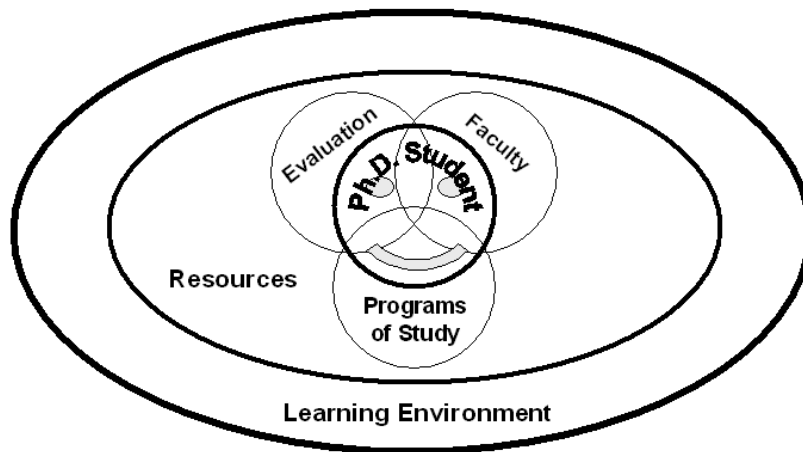 Evaluation
Faculty
Ph.D. Student
Resources
Programs
of Study
Learning Environment